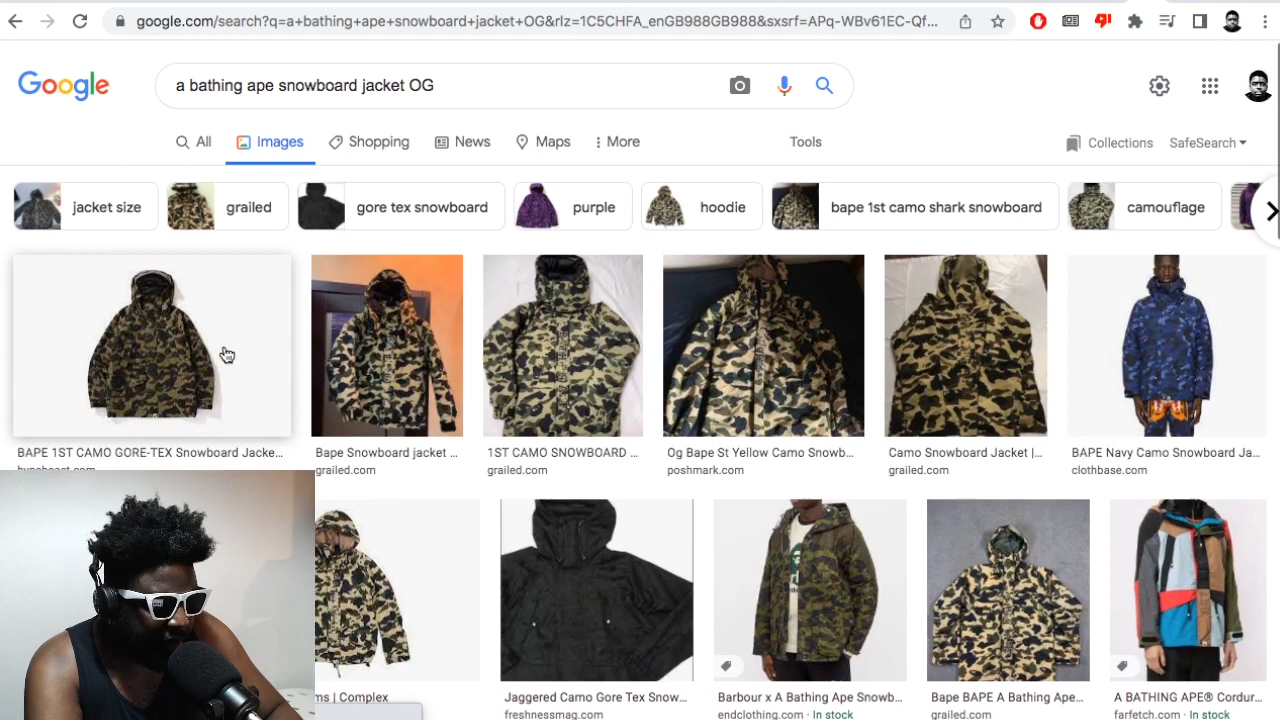 google.com/search?q=a+bathing+ape+snowboard+jacket+OG&rlz=1C5CHFA_enGB988GB988&sxsrf=APq-WBv61EC-Qf...
Google
a bathing ape snowboard jacket OG
All Images Shopping News Maps More Tools Collections SafeSearch
jacket size grailed gore tex snowboard purple hoodie bape 1st camo shark snowboard camouflage
BAPE 1ST CAMO GORE-TEX Snowboard Jacke... Bape Snowboard jacket ... 1ST CAMO SNOWBOARD ... Og Bape St Yellow Camo Snowb... Camo Snowboard Jacket |... BAPE Navy Camo Snowboard Ja...
hypebeast.com grailed.com grailed.com poshmark.com grailed.com clothbase.com
ms | Complex Jaggered Camo Gore Tex Snow... Barbour x A Bathing Ape Snowb... Bape BAPE A Bathing Ape... A BATHING APE® Cordur...
freshnessmag.com endclothing.com · In stock grailed.com farfetch.com · In stock